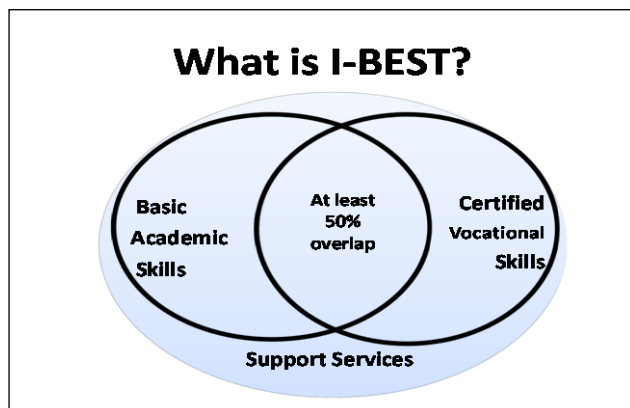 What is I-BEST?
Basic
Academic
Skills
At least
50%
overlap
Certified
Vocational
Skills
Support Services